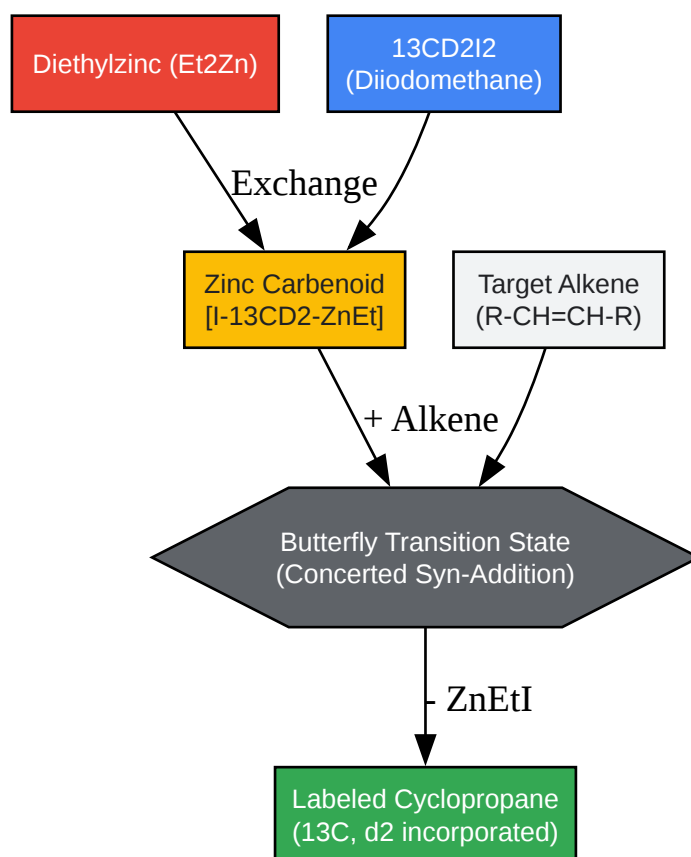 Diethylzinc (Et2Zn)
13CD2I2
(Diiodomethane)
Exchange
Zinc Carbenoid
[I-13CD2-ZnEt]
Target Alkene
(R-CH=CH-R)
+ Alkene
Butterfly Transition State
(Concerted Syn-Addition)
- ZnEtI
Labeled Cyclopropane
(13C, d2 incorporated)